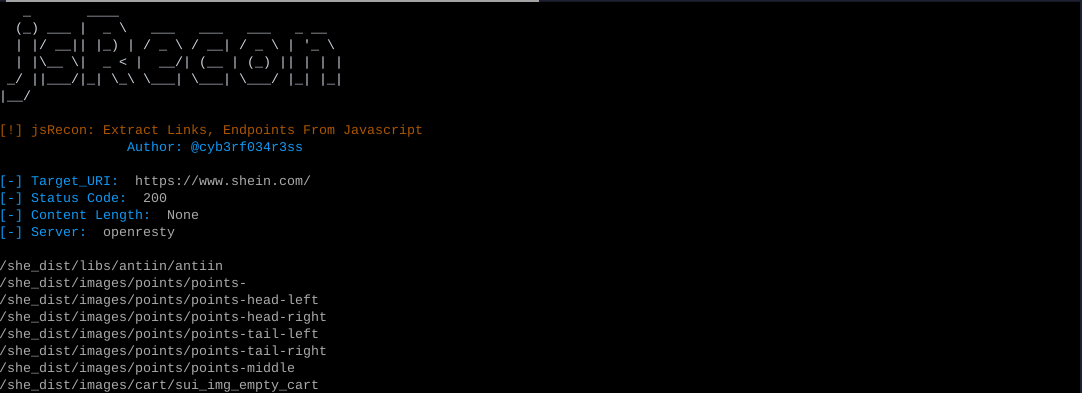 jsRecon
[!] jsRecon: Extract Links, Endpoints From Javascript
Author: @cyb3rf034r3ss
[-] Target_URI: https://www.shein.com/
[-] Status Code: 200
[-] Content Length: None
[-] Server: openresty
/she_dist/libs/antiin/antiin
/she_dist/images/points/points-
/she_dist/images/points/points-head-left
/she_dist/images/points/points-head-right
/she_dist/images/points/points-tail-left
/she_dist/images/points/points-tail-right
/she_dist/images/points/points-middle
/she_dist/images/cart/sui_img_empty_cart